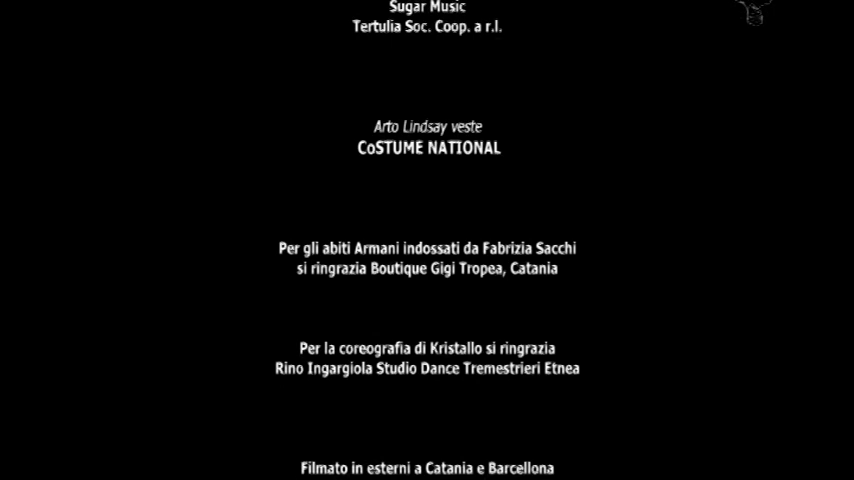 Sugar Music
Tertulia Soc. Coop. a r.l.
Arto Lindsay veste
CoSTUME NATIONAL
Per gli abiti Armani indossati da Fabrizia Sacchi
si ringrazia Boutique Gigi Tropea, Catania
Per la coreografia di Kristallo si ringrazia
Rino Ingargiola Studio Dance Tremestrieri Etnea
Filmato in esterni a Catania e Barcellona